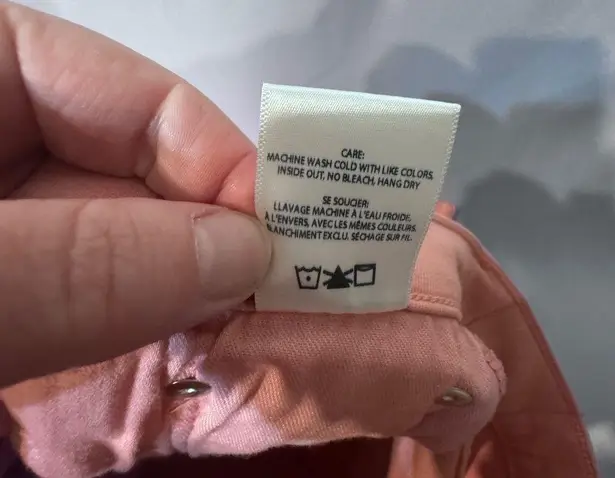 CARE:
MACHINE WASH COLD WITH LIKE COLORS,
INSIDE OUT, NO BLEACH, HANG DRY
SE SOUCIER:
LLAVAGE MACHINE À L'EAU FROIDE,
À L'ENVERS, AVEC LES MÊMES COULEURS.
BLANCHIMENT EXCLU. SÉCHAGE SUR FIL.